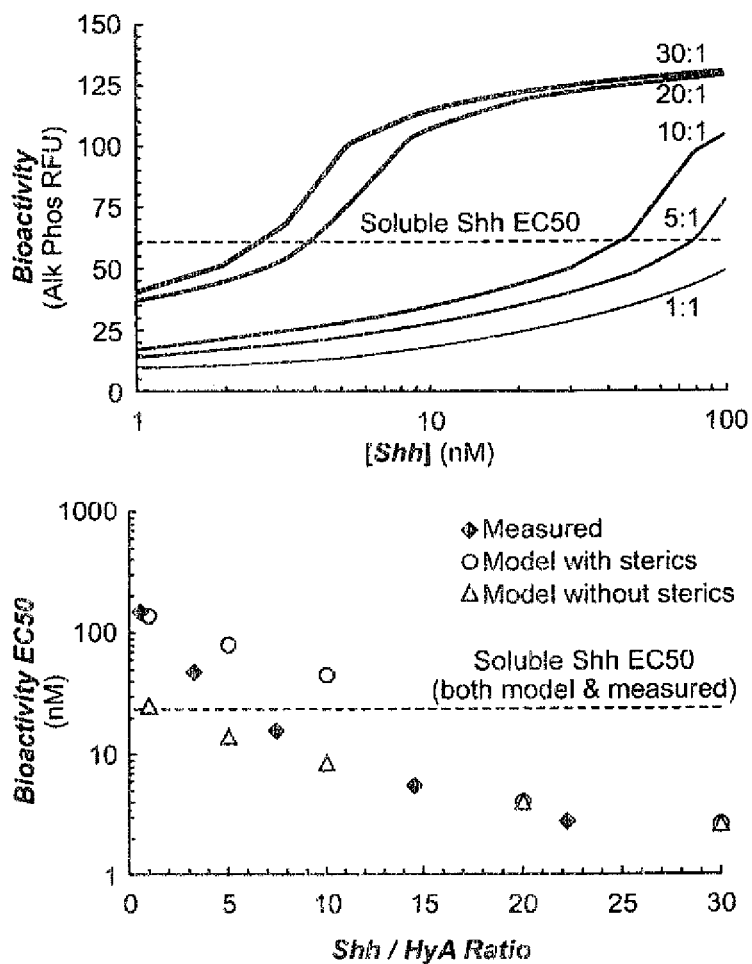 150
125
100
75
50
25
0
Bioactivity
(Alk Phos RFU)
30:1
20:1
10:1
Soluble Shh EC50
5:1
1:1
1
10
100
[Shh] (nM)
1000
100
10
1
Bioactivity EC50
(nM)
Measured
Model with sterics
Model without sterics
Soluble Shh EC50
(both model & measured)
0
5
10
15
20
25
30
Shh / HyA Ratio